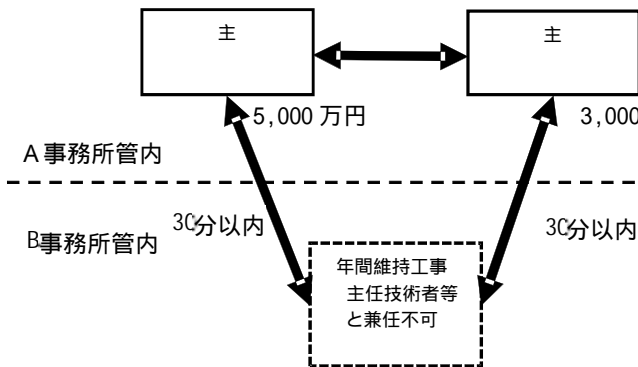 主
主
5,000 万円
3,000
A 事務所管内
B事務所管内
30分以内
30分以内
年間維持工事
主任技術者等
と兼任不可